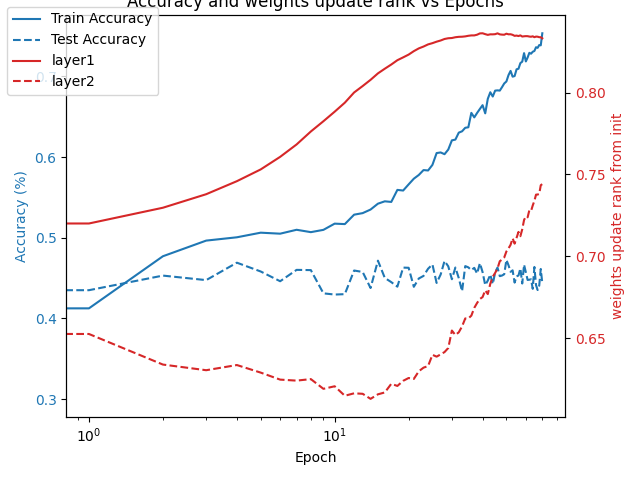 Accuracy and weights update rank vs Epochs
Train Accuracy
Test Accuracy
layer1
layer2
Accuracy (%)
0.7
0.6
0.5
0.4
0.3
0.80
0.75
0.70
0.65
weights update rank from init
10^0
10^1
Epoch